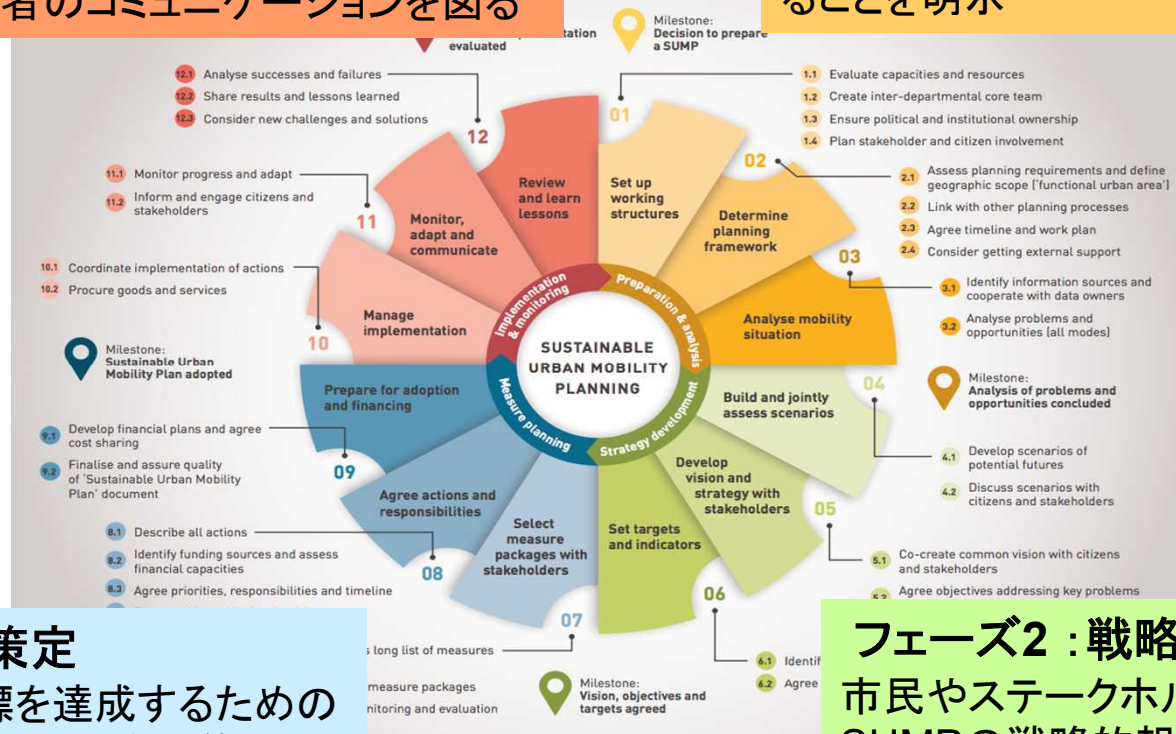 者のコミュニケーションを図る
ることを明示
evaluated
Milestone:
Decision to prepare
a SUMP
12.1 Analyse successes and failures
12.2 Share results and lessons learned
12.3 Consider new challenges and solutions
1.1 Evaluate capacities and resources
1.2 Create inter-departmental core team
1.3 Ensure political and institutional ownership
1.4 Plan stakeholder and citizen involvement
01
Set up
working
structures
02
Determine
planning
framework
2.1 Assess planning requirements and define
geographic scope ('functional urban area')
2.2 Link with other planning processes
2.3 Agree timeline and work plan
2.4 Consider getting external support
03
Analyse mobility
situation
3.1 Identify information sources and
cooperate with data owners
3.2 Analyse problems and
opportunities (all modes)
Milestone:
Analysis of problems and
opportunities concluded
04
Build and jointly
assess scenarios
4.1 Develop scenarios of
potential futures
4.2 Discuss scenarios with
citizens and stakeholders
05
Develop
vision and
strategy with
stakeholders
5.1 Co-create common vision with citizens
and stakeholders
5.2 Agree objectives addressing key problems
06
Set targets
and indicators
6.1 Identif
6.2 Agree
Milestone:
Vision, objectives and
targets agreed
07
Select
measure
packages with
stakeholders
long list of measures
measure packages
nitoring and evaluation
08
Agree actions and
responsibilities
8.1 Describe all actions
8.2 Identify funding sources and assess
financial capacities
8.3 Agree priorities, responsibilities and timeline
09
Prepare for adoption
and financing
9.1 Develop financial plans and agree
cost sharing
9.2 Finalise and assure quality
of 'Sustainable Urban Mobility
Plan' document
Milestone:
Sustainable Urban
Mobility Plan adopted
10
Manage
implementation
10.1 Coordinate implementation of actions
10.2 Procure goods and services
11
Monitor,
adapt and
communicate
11.1 Monitor progress and adapt
11.2 Inform and engage citizens and
stakeholders
12
Review
and learn
lessons
Preparation & analysis
Strategy development
Measure planning
Implementation
& monitoring
SUSTAINABLE
URBAN MOBILITY
PLANNING
策定
標を達成するための
フェーズ2：戦略
市民やステークホル